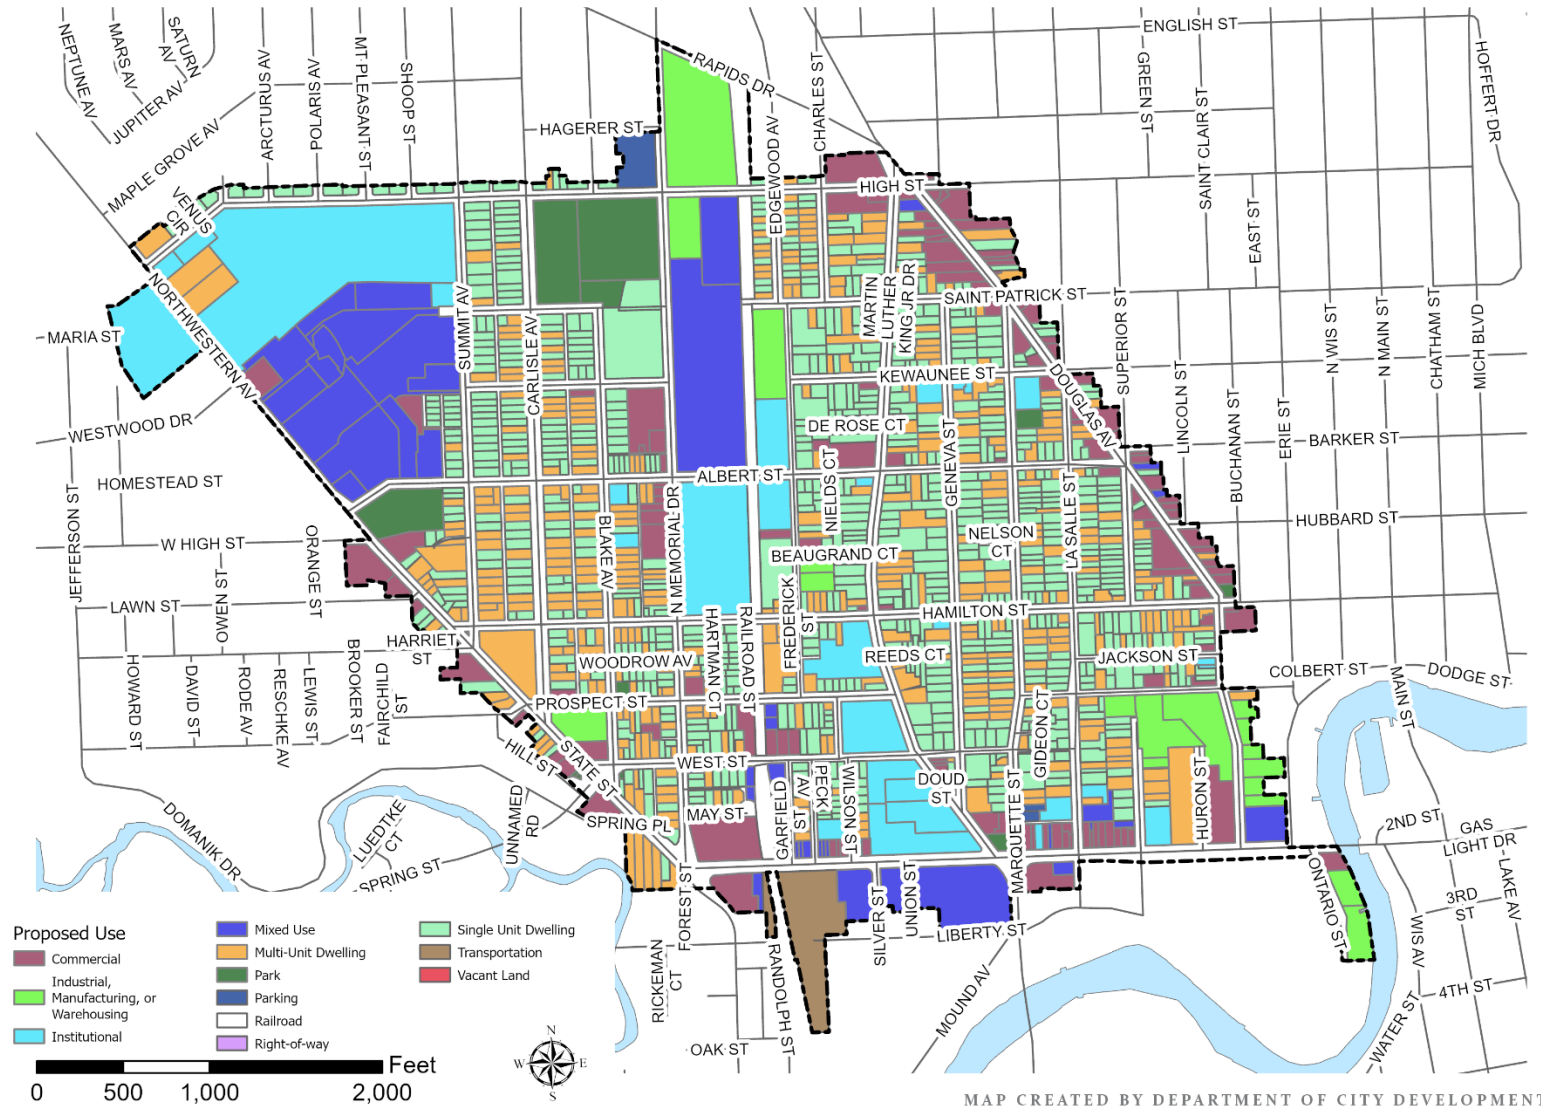 ENGLISH ST
NEPTUNE AV
MARS AV
SATURN
AV
JUPITER AV
MAPLE GROVE AV
ARCTURUS AV
POLARIS AV
MT PLEASANT ST
SHOOP ST
HAGERER ST
RAPIDS DR
EDGEWOOD AV
CHARLES ST
GREEN ST
SAINT CLAIR ST
HOFFERT DR
HIGH ST
VENUS
CIR
NORTHWESTERN AV
MARIA ST
SUMMIT AV
CARLISLE AV
MARTIN
LUTHER
KING JR DR
SAINT PATRICK ST
EAST ST
SUPERIOR ST
N WIS ST
N MAIN ST
CHATHAM ST
MICH BLVD
KEWAUNEE ST
DOUGLAS AV
LINCOLN ST
BUCHANAN ST
ERIE ST
BARKER ST
WESTWOOD DR
DE ROSE CT
HOMESTEAD ST
ALBERT ST
NIELDS CT
GENEVA ST
LA SALLE ST
NELSON
CT
HUBBARD ST
JEFFERSON ST
W HIGH ST
ORANGE ST
BLAKE AV
N MEMORIAL DR
BEAUGRAND CT
LAWN ST
OMEN ST
HARRIET
ST
HARTMAN CT
RAILROAD ST
FREDERICK
ST
HAMILTON ST
WOODROW AV
REEDS CT
JACKSON ST
COLBERT ST
DODGE ST
MAIN ST
HOWARD ST
DAVID ST
RODE AV
RESCHKE AV
LEWIS ST
BROOKER ST
FAIRCHILD
ST
PROSPECT ST
GIDEON CT
HILL ST
STATE ST
WEST ST
MAY ST
GARFIELD
ST
PECK
AV
WILSON ST
DOUD
ST
MARQUETTE ST
HURON ST
DOMANIK DR
LUEDTKE
CT
UNNAMED
RD
SPRING PL
SPRING ST
2ND ST
GAS
LIGHT DR
3RD
ST
LAKE AV
ONTARIO ST
WIS AV
4TH ST
WATER ST
FOREST ST
SILVER ST
UNION ST
LIBERTY ST
RICKEMAN
CT
RANDOLPH ST
MOUND AV
OAK ST
Proposed Use
Commercial
Industrial,
Manufacturing, or
Warehousing
Institutional
Mixed Use
Multi-Unit Dwelling
Park
Parking
Railroad
Right-of-way
Single Unit Dwelling
Transportation
Vacant Land
N
W
E
S
Feet
0 500 1,000 2,000
MAP CREATED BY DEPARTMENT OF CITY DEVELOPMENT